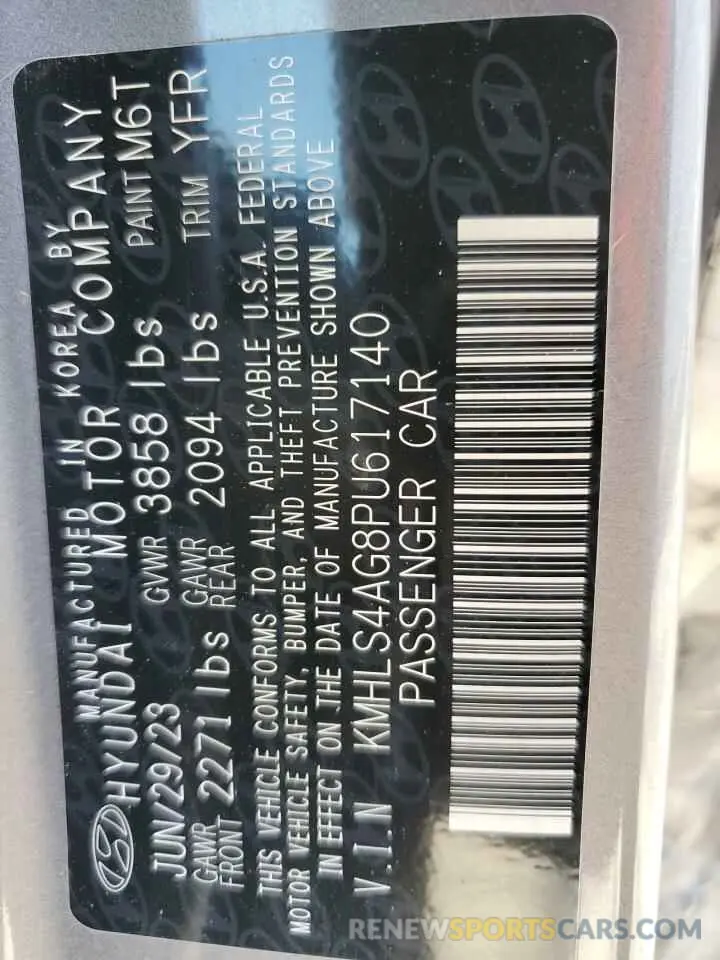 MANUFACTURED IN KOREA BY
HYUNDAI MOTOR COMPANY
JUN/29/23 GVWR 3858 lbs PAINT M6T
GAWR FRONT 2271 lbs GAWR REAR 2094 lbs TRIM YFR
THIS VEHICLE CONFORMS TO ALL APPLICABLE U.S.A. FEDERAL
MOTOR VEHICLE SAFETY, BUMPER, AND THEFT PREVENTION STANDARDS
IN EFFECT ON THE DATE OF MANUFACTURE SHOWN ABOVE
V.I.N KMHLS4AG8PU617140
PASSENGER CAR
RENEWSPORTSCARS.COM